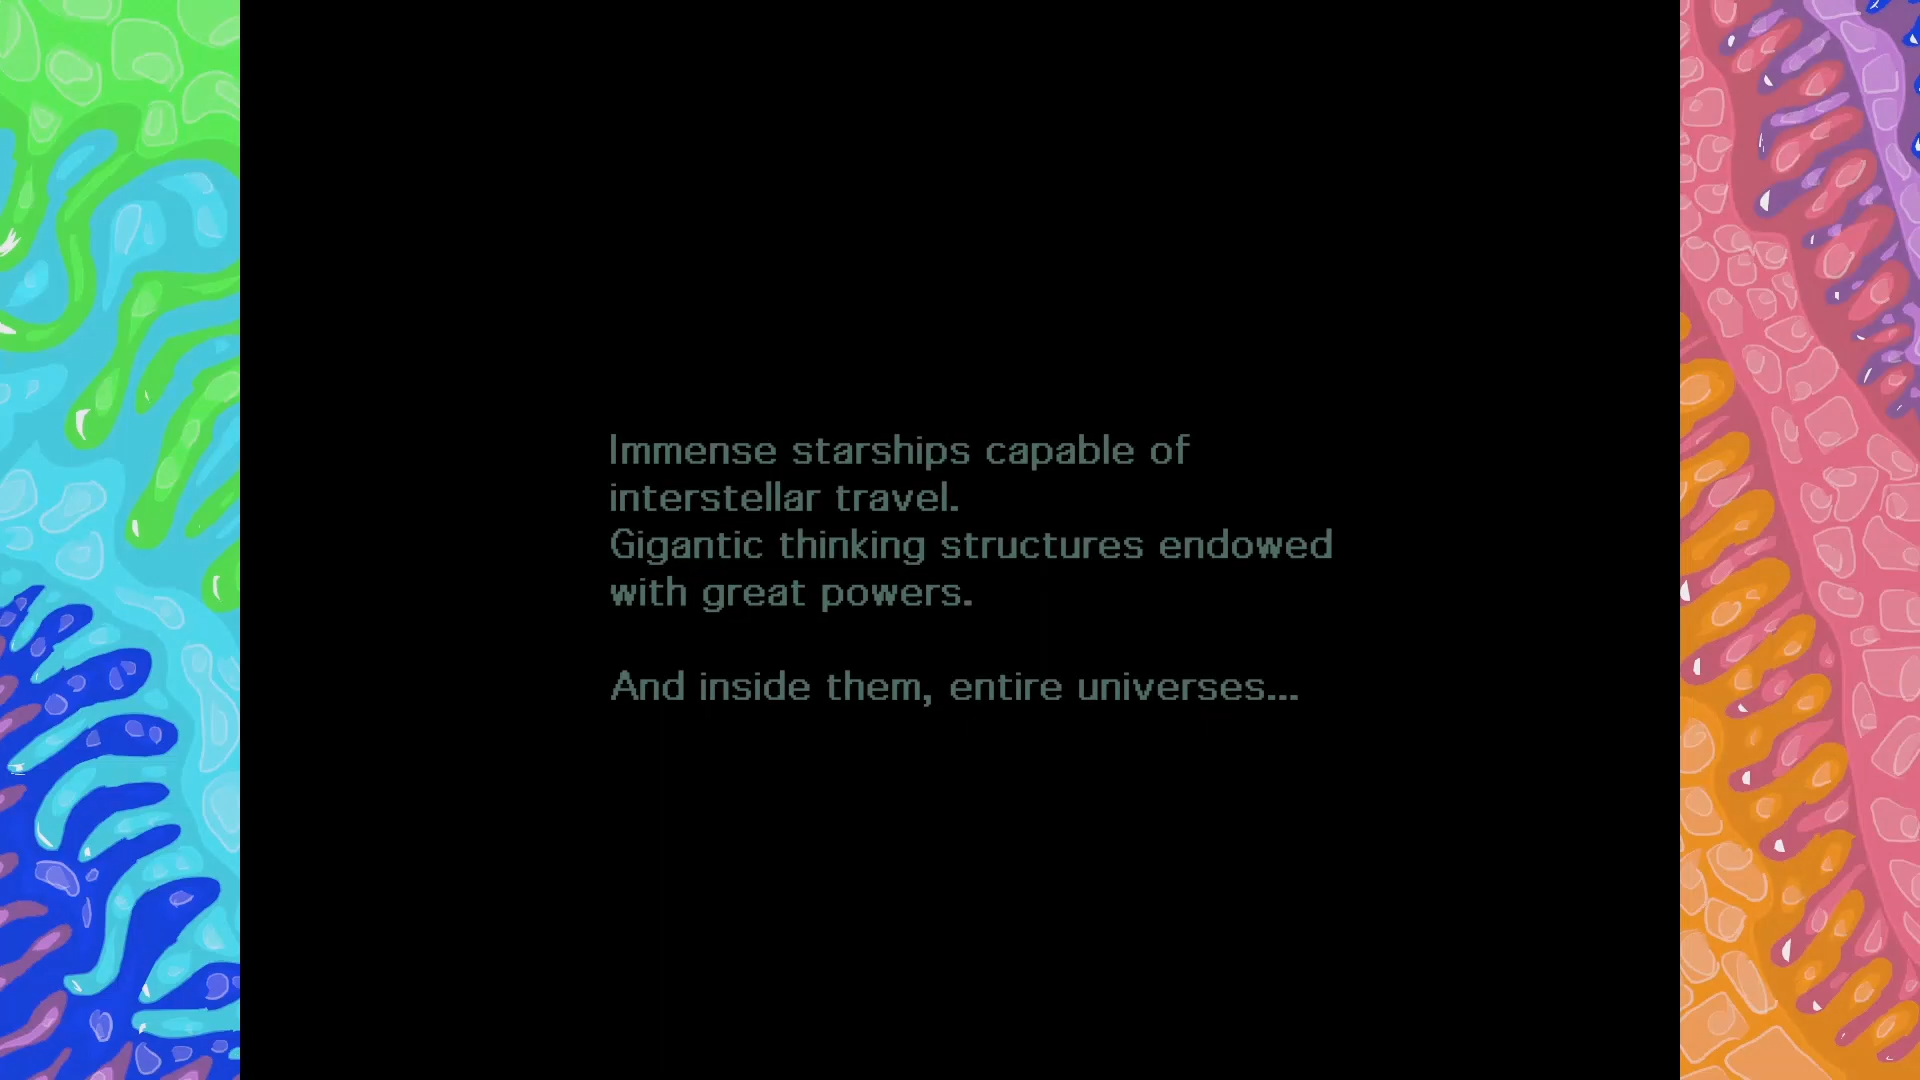 Immense starships capable of
interstellar travel.
Gigantic thinking structures endowed
with great powers.
And inside them, entire universes...